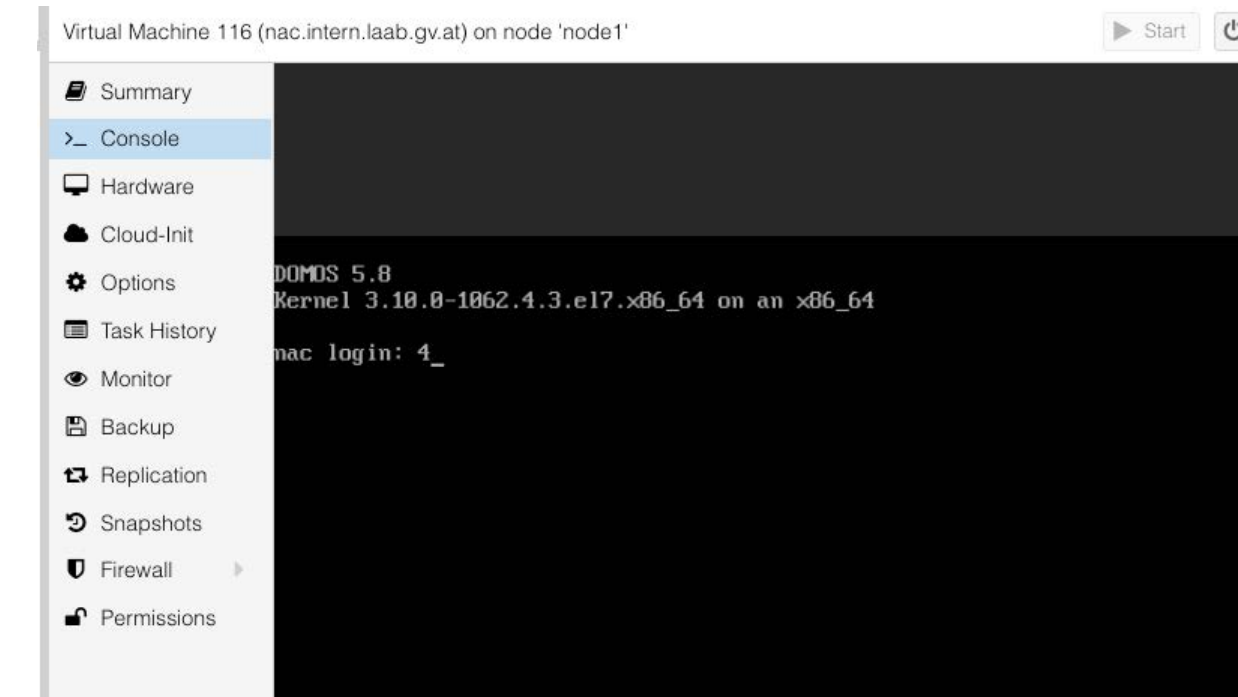 Virtual Machine 116 (nac.intern.laab.gv.at) on node 'node1'
Start
Summary
Console
Hardware
Cloud-Init
Options
Task History
Monitor
Backup
Replication
Snapshots
Firewall
Permissions
DOMOS 5.8
Kernel 3.10.0-1062.4.3.el7.x86_64 on an x86_64
nac login: 4_